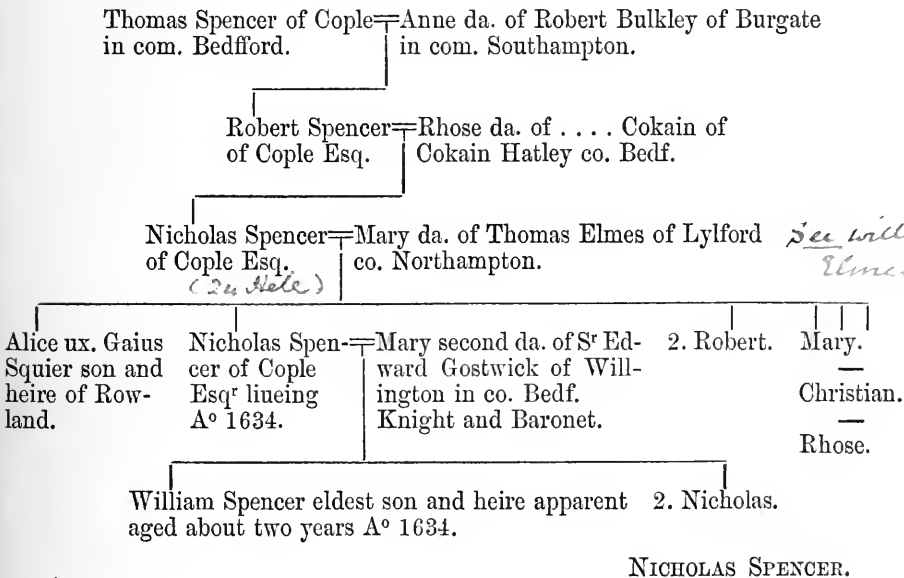 Thomas Spencer of Cople=Anne da. of Robert Bulkley of Burgate
in com. Bedfford. in com. Southampton.
Robert Spencer=Rhose da. of . . . . Cokain of
of Cople Esq. Cokain Hatley co. Bedf.
Nicholas Spencer=Mary da. of Thomas Elmes of Lylford See will
of Cople Esq. co. Northampton.
Alice ux. Gaius Nicholas Spen-=Mary second da. of Sʳ Ed- 2. Robert. Mary.
Squier son and cer of Cople ward Gostwick of Will- —
heire of Row- Esqʳ liueing ington in co. Bedf. Christian.
land. Aᵒ 1634. Knight and Baronet. —
Rhose.
William Spencer eldest son and heire apparent 2. Nicholas.
aged about two years Aᵒ 1634.
NICHOLAS SPENCER.